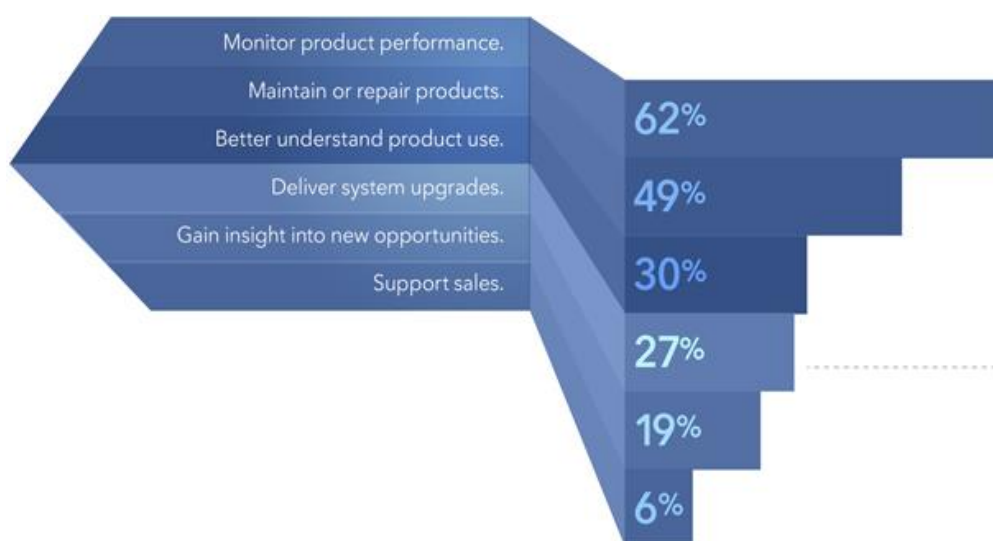 Monitor product performance.
Maintain or repair products.
Better understand product use.
Deliver system upgrades.
Gain insight into new opportunities.
Support sales.
62%
49%
30%
27%
19%
6%